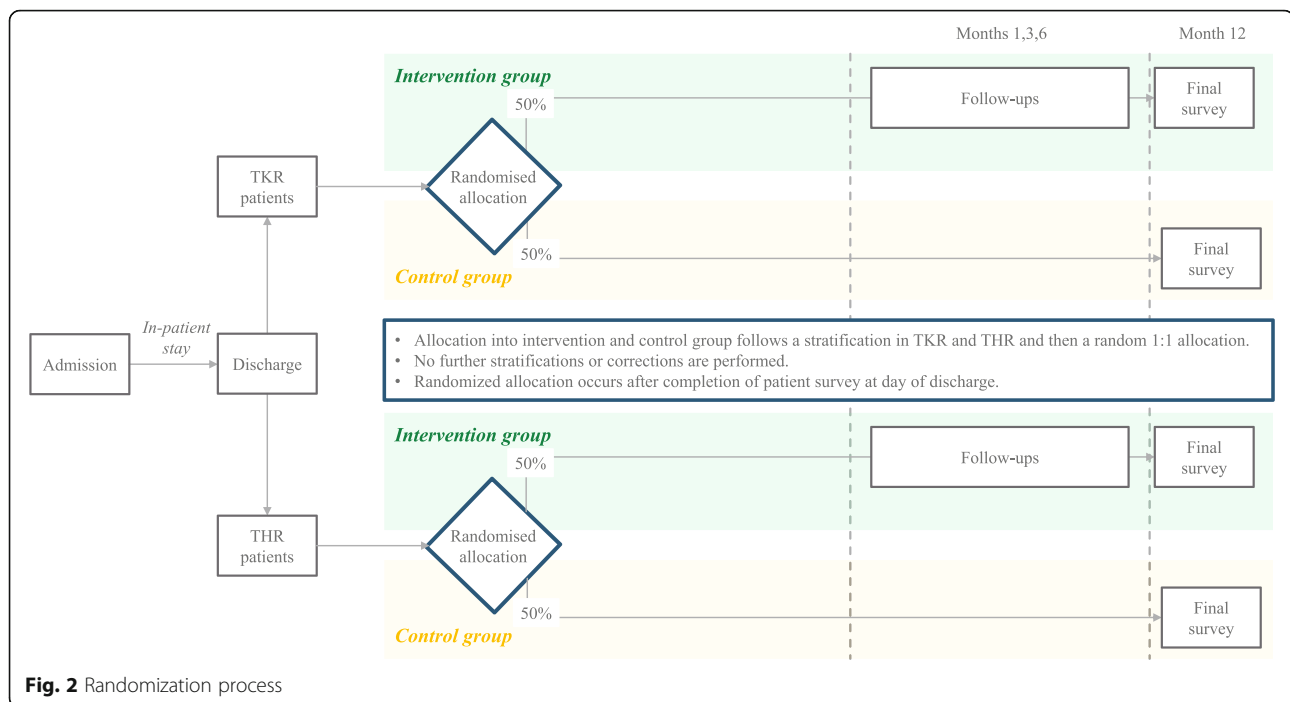 Months 1,3,6
Month 12
Intervention group
50%
Follow-ups
Final
survey
TKR
patients
Randomised
allocation
50%
Control group
Final
survey
In-patient
stay
Admission
Discharge
• Allocation into intervention and control group follows a stratification in TKR and THR and then a random 1:1 allocation.
• No further stratifications or corrections are performed.
• Randomized allocation occurs after completion of patient survey at day of discharge.
Intervention group
50%
Follow-ups
Final
survey
THR
patients
Randomised
allocation
50%
Control group
Final
survey
Fig. 2 Randomization process